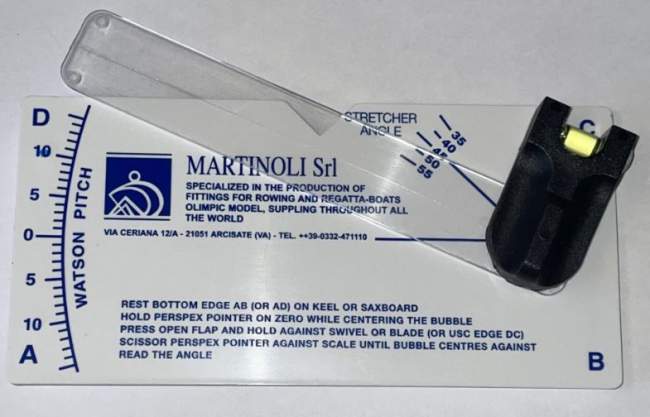 D
STRETCHER
ANGLE
C
35
40
45
50
55
10
5
0
5
10
WATSON PITCH
MARTINOLI Srl
SPECIALIZED IN THE PRODUCTION OF
FITTINGS FOR ROWING AND REGATTA-BOATS
OLIMPIC MODEL, SUPPLING THROUGHOUT ALL
THE WORLD
VIA CERIANA 12/A - 21051 ARCISATE (VA) - TEL. ++39-0332-471110
REST BOTTOM EDGE AB (OR AD) ON KEEL OR SAXBOARD
HOLD PERSPEX POINTER ON ZERO WHILE CENTERING THE BUBBLE
PRESS OPEN FLAP AND HOLD AGAINST SWIVEL OR BLADE (OR USC EDGE DC)
SCISSOR PERSPEX POINTER AGAINST SCALE UNTIL BUBBLE CENTRES AGAINST
READ THE ANGLE
A
B